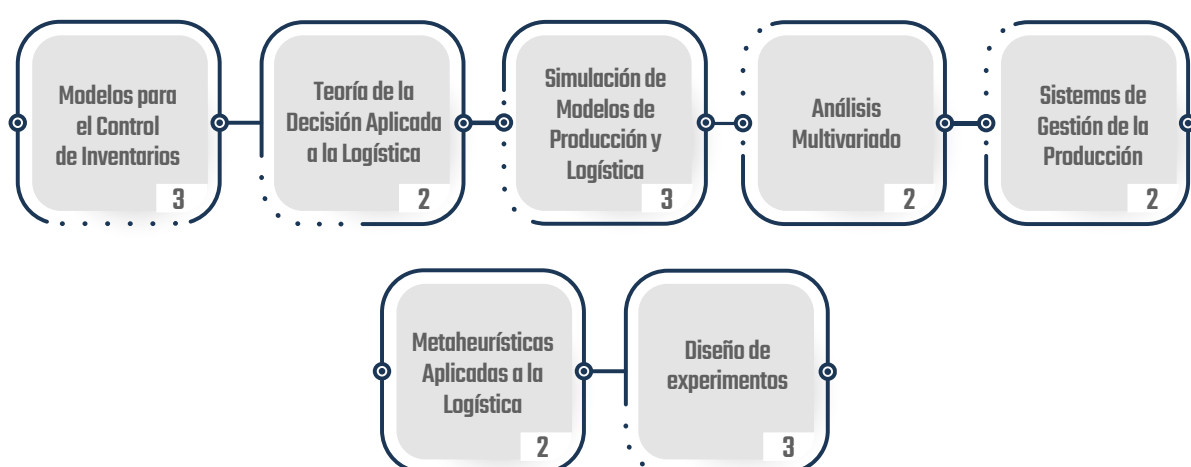 Modelos para
el Control
de Inventarios
3
Teoría de la
Decisión Aplicada
a la Logística
2
Simulación de
Modelos de
Producción y
Logística
3
Análisis
Multivariado
2
Sistemas de
Gestión de la
Producción
2
Metaheurísticas
Aplicadas a la
Logística
2
Diseño de
experimentos
3